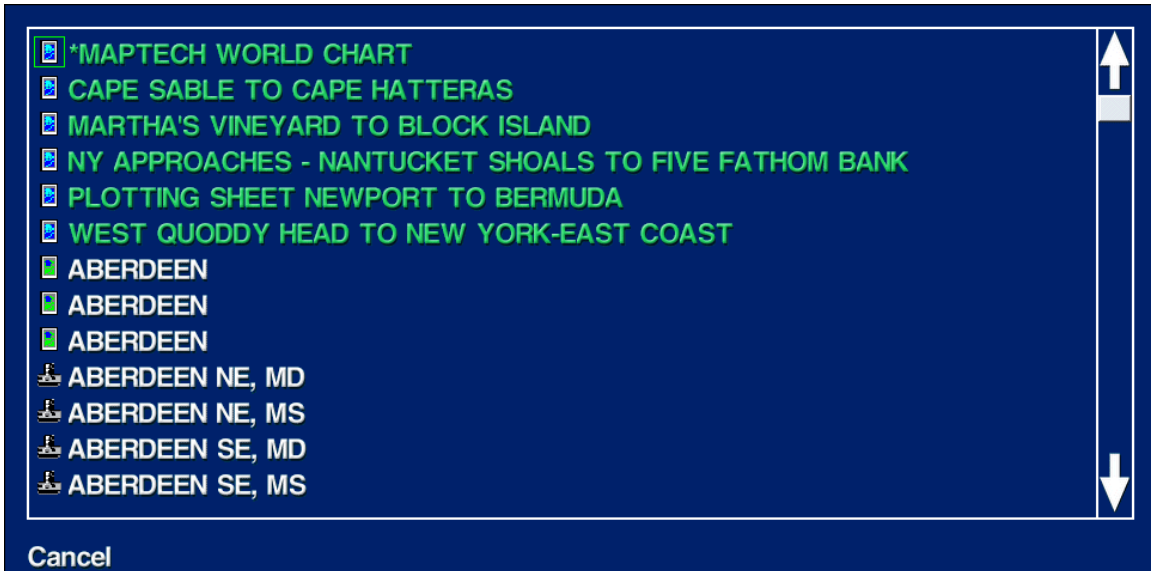 *MAPTECH WORLD CHART
CAPE SABLE TO CAPE HATTERAS
MARTHA'S VINEYARD TO BLOCK ISLAND
NY APPROACHES - NANTUCKET SHOALS TO FIVE FATHOM BANK
PLOTTING SHEET NEWPORT TO BERMUDA
WEST QUODDY HEAD TO NEW YORK-EAST COAST
ABERDEEN
ABERDEEN
ABERDEEN
ABERDEEN NE, MD
ABERDEEN NE, MS
ABERDEEN SE, MD
ABERDEEN SE, MS
Cancel